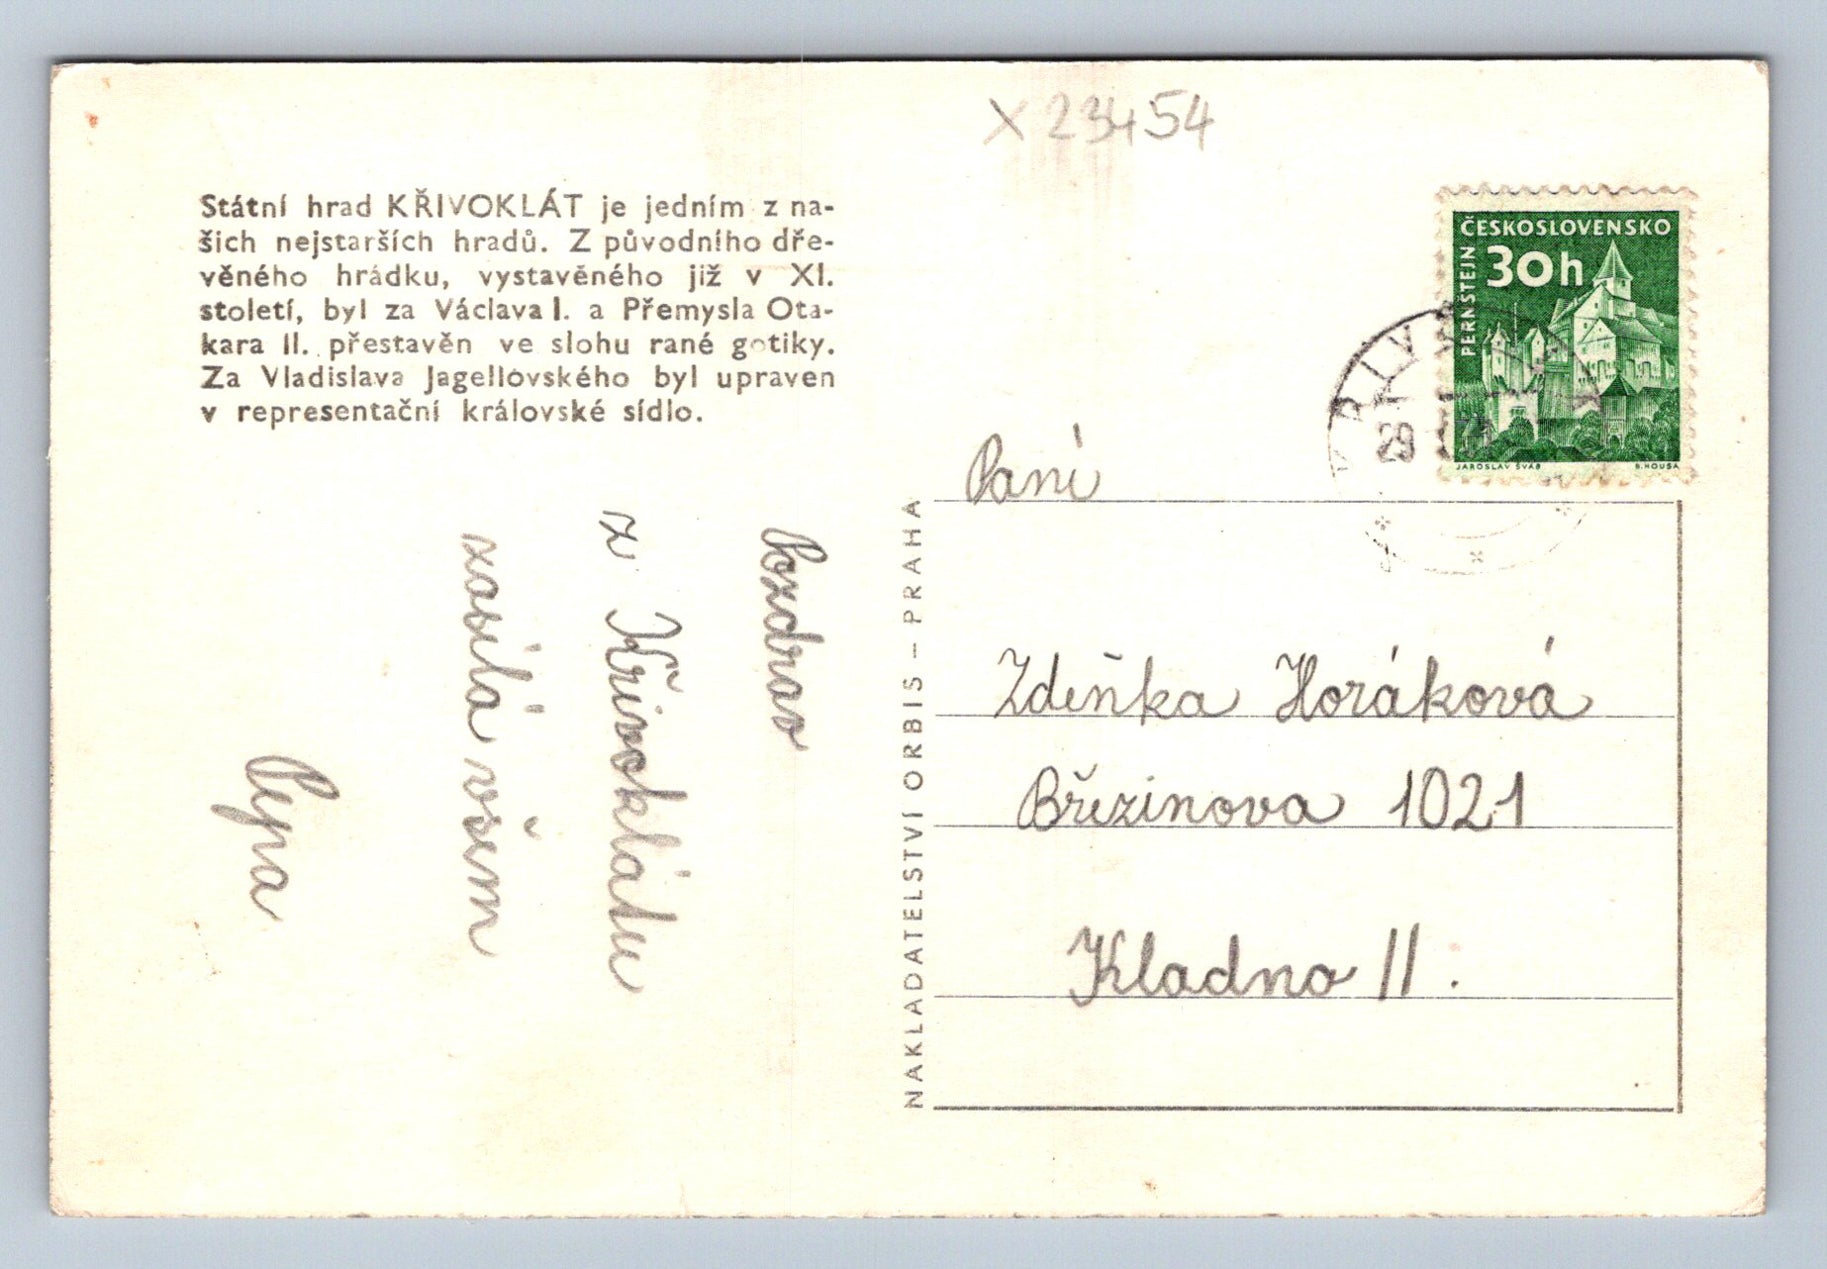 x 23454
Státní hrad KŘIVOKLÁT je jedním z na-
šich nejstarších hradů. Z původního dře-
věného hrádku, vystavěného již v XI.
století, byl za Václava I. a Přemysla Ota-
kara II. přestavěn ve slohu rané gotiky.
Za Vladislava Jagellovského byl upraven
v representační královské sídlo.
Pozdrav
z Křivoklátu
zasílá všem
NAKLADATELSTVÍ ORBIS – PRAHA
ČESKOSLOVENSKO
30h
PERNŠTEJN
JAROSLAV ŠVÁB
B. HOUSA
29
Paní
Zdeňka Horáková
Březinova 1021
Kladno II.